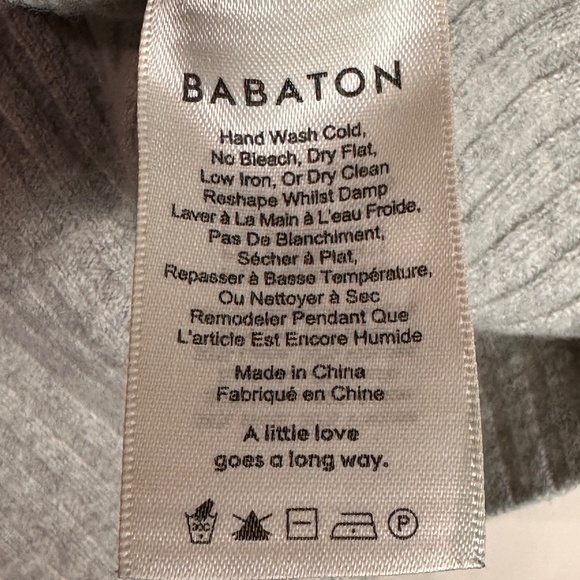 BABATON
Hand Wash Cold,
No Bleach, Dry Flat,
Low Iron, Or Dry Clean
Reshape Whilst Damp
Laver à La Main à L'eau Froide,
Pas De Blanchiment,
Sécher à Plat,
Repasser à Basse Température,
Ou Nettoyer à Sec
Remodeler Pendant Que
L'article Est Encore Humide
Made in China
Fabriqué en Chine
A little love
goes a long way.
P